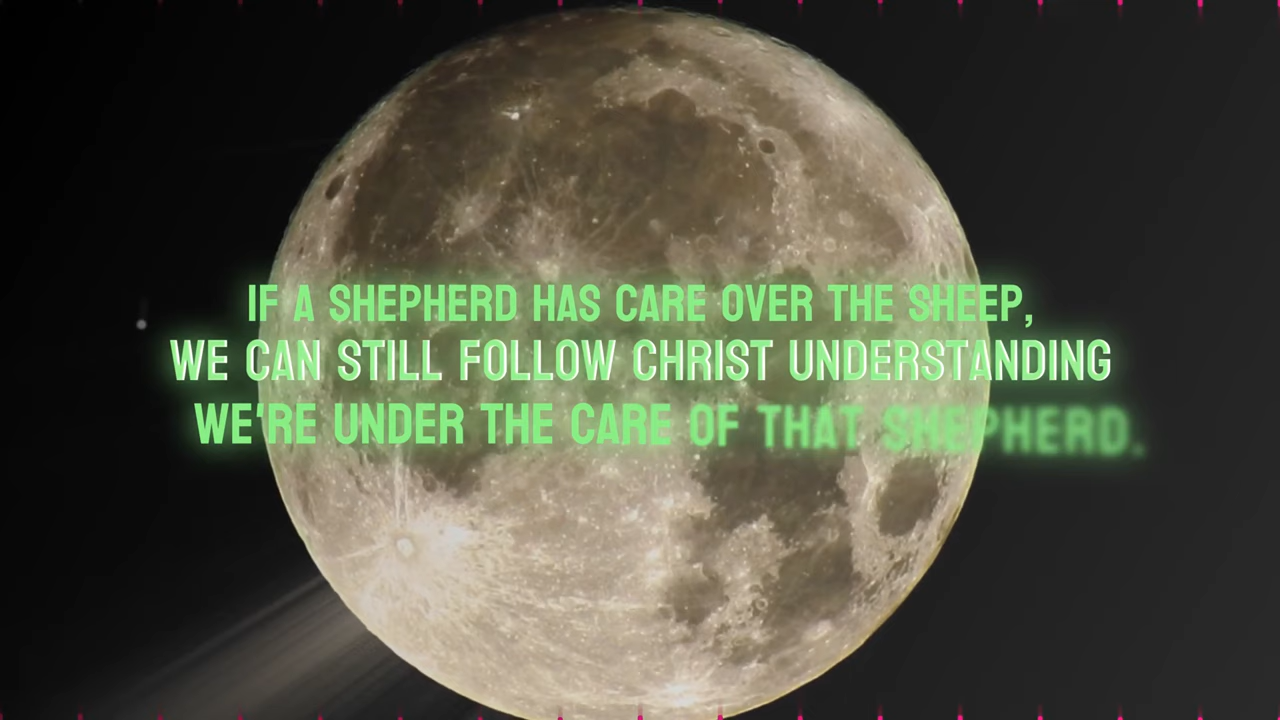 IF A SHEPHERD HAS CARE OVER THE SHEEP,
WE CAN STILL FOLLOW CHRIST UNDERSTANDING
WE'RE UNDER THE CARE OF THAT SHEPHERD.